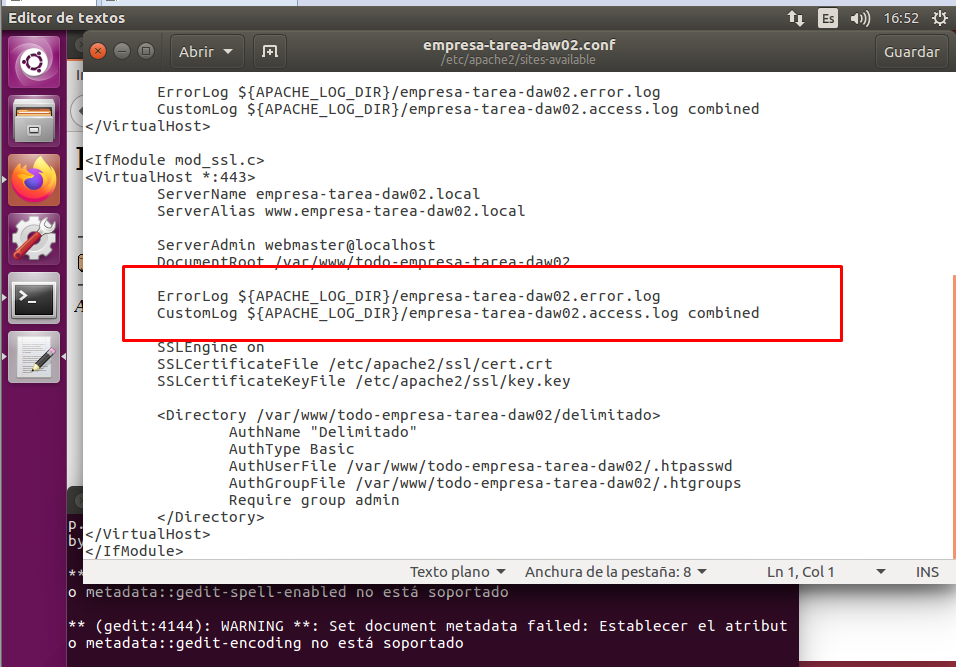 Editor de textos
Es
16:52
Abrir
empresa-tarea-daw02.conf
/etc/apache2/sites-available
Guardar
ErrorLog ${APACHE_LOG_DIR}/empresa-tarea-daw02.error.log
CustomLog ${APACHE_LOG_DIR}/empresa-tarea-daw02.access.log combined
</VirtualHost>
<IfModule mod_ssl.c>
<VirtualHost *:443>
ServerName empresa-tarea-daw02.local
ServerAlias www.empresa-tarea-daw02.local
ServerAdmin webmaster@localhost
DocumentRoot /var/www/todo-empresa-tarea-daw02
ErrorLog ${APACHE_LOG_DIR}/empresa-tarea-daw02.error.log
CustomLog ${APACHE_LOG_DIR}/empresa-tarea-daw02.access.log combined
SSLEngine on
SSLCertificateFile /etc/apache2/ssl/cert.crt
SSLCertificateKeyFile /etc/apache2/ssl/key.key
<Directory /var/www/todo-empresa-tarea-daw02/delimitado>
AuthName "Delimitado"
AuthType Basic
AuthUserFile /var/www/todo-empresa-tarea-daw02/.htpasswd
AuthGroupFile /var/www/todo-empresa-tarea-daw02/.htgroups
Require group admin
</Directory>
</VirtualHost>
</IfModule>
Texto plano
Anchura de la pestaña: 8
Ln 1, Col 1
INS
p.
by
**
o metadata::gedit-spell-enabled no está soportado
** (gedit:4144): WARNING **: Set document metadata failed: Establecer el atribut
o metadata::gedit-encoding no está soportado